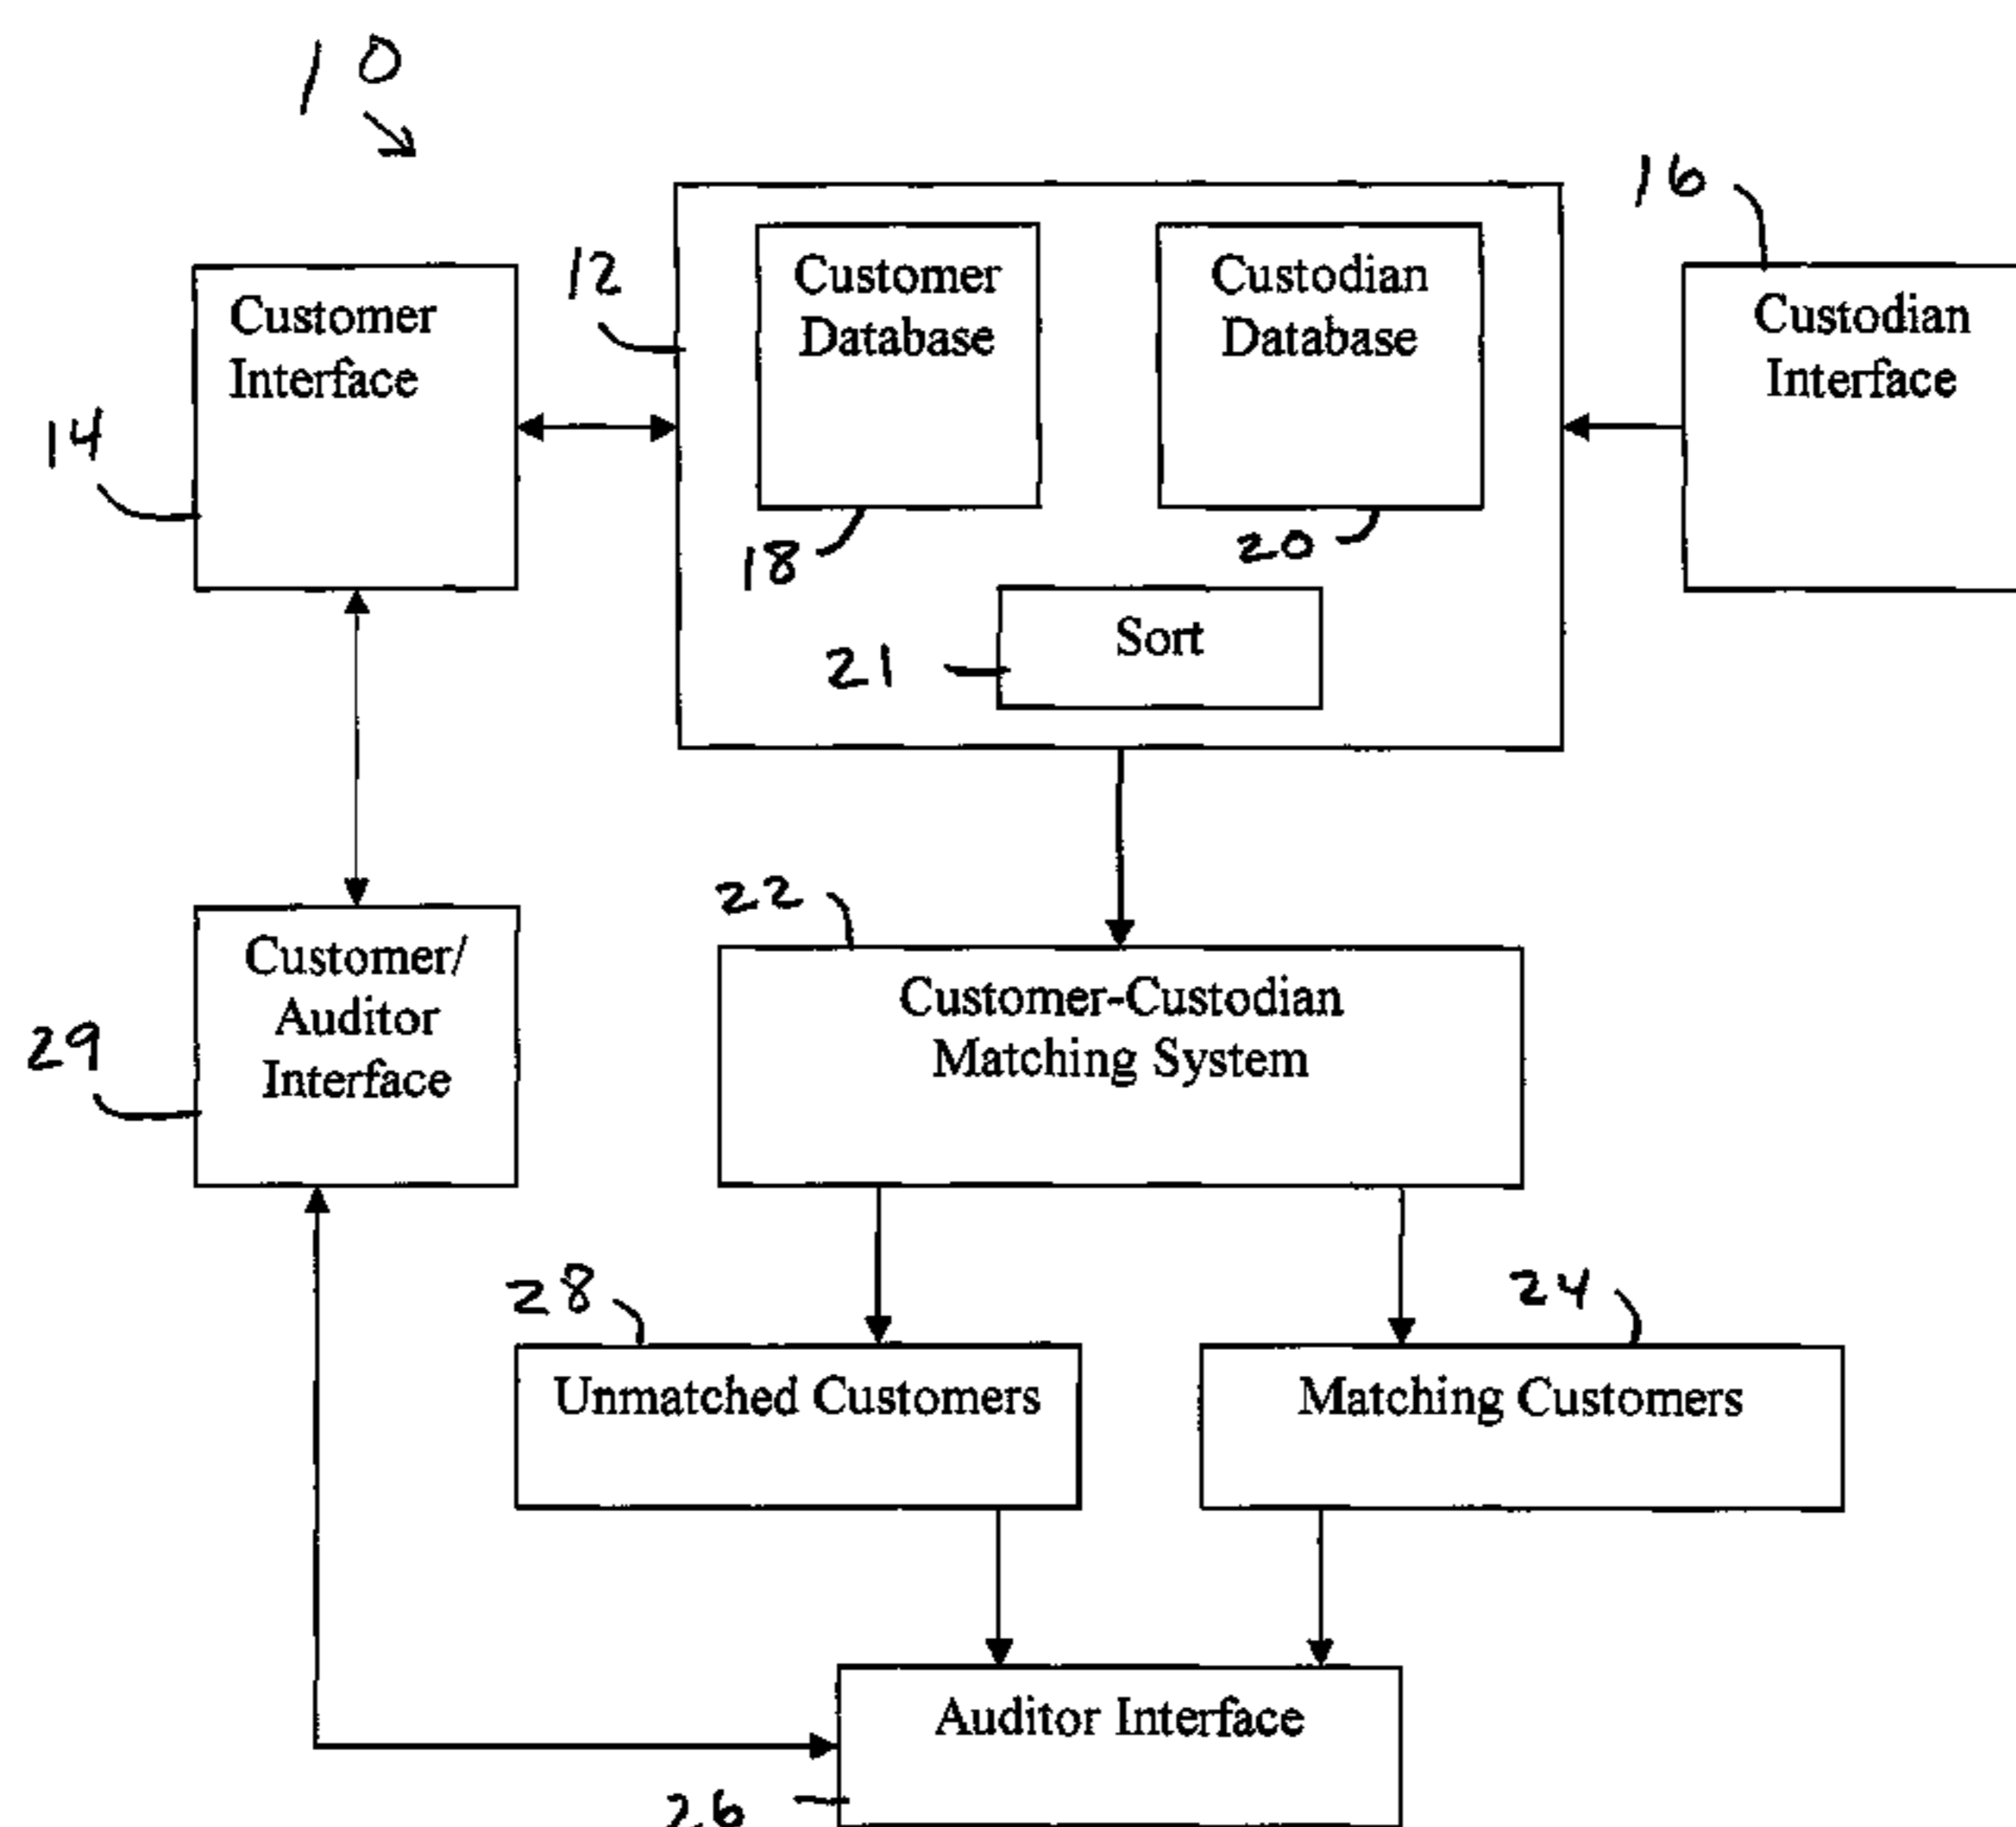 10
16
12
Customer
Database
Custodian
Database
Customer
Interface
Custodian
Interface
14
18
20
21
Sort
22
Customer/
Auditor
Interface
Customer-Custodian
Matching System
29
28
24
Unmatched Customers
Matching Customers
Auditor Interface
26